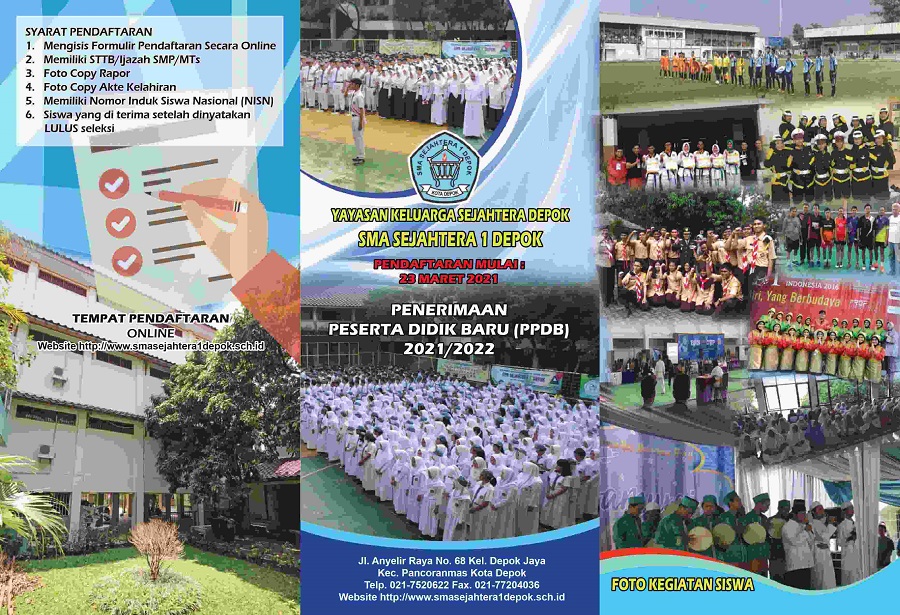 SYARAT PENDAFTARAN
1. Mengisis Formulir Pendaftaran Secara Online
2. Memiliki STTB/Ijazah SMP/MTs
3. Foto Copy Rapor
4. Foto Copy Akte Kelahiran
5. Memiliki Nomor Induk Siswa Nasional (NISN)
6. Siswa yang di terima setelah dinyatakan
LULUS seleksi
TEMPAT PENDAFTARAN
ONLINE
Website http://www.smasejahtera1depok.sch.id
SMA SEJAHTERA 1 DEPOK
KOTA DEPOK
YAYASAN KELUARGA SEJAHTERA DEPOK
SMA SEJAHTERA 1 DEPOK
PENDAFTARAN MULAI :
23 MARET 2021
PENERIMAAN
PESERTA DIDIK BARU (PPDB)
2021/2022
Jl. Anyelir Raya No. 68 Kel. Depok Jaya
Kec. Pancoranmas Kota Depok
Telp. 021-7520622 Fax. 021-77204036
Website http://www.smasejahtera1depok.sch.id
INDONESIA 2016
Yang Berbudaya
FOTO KEGIATAN SISWA